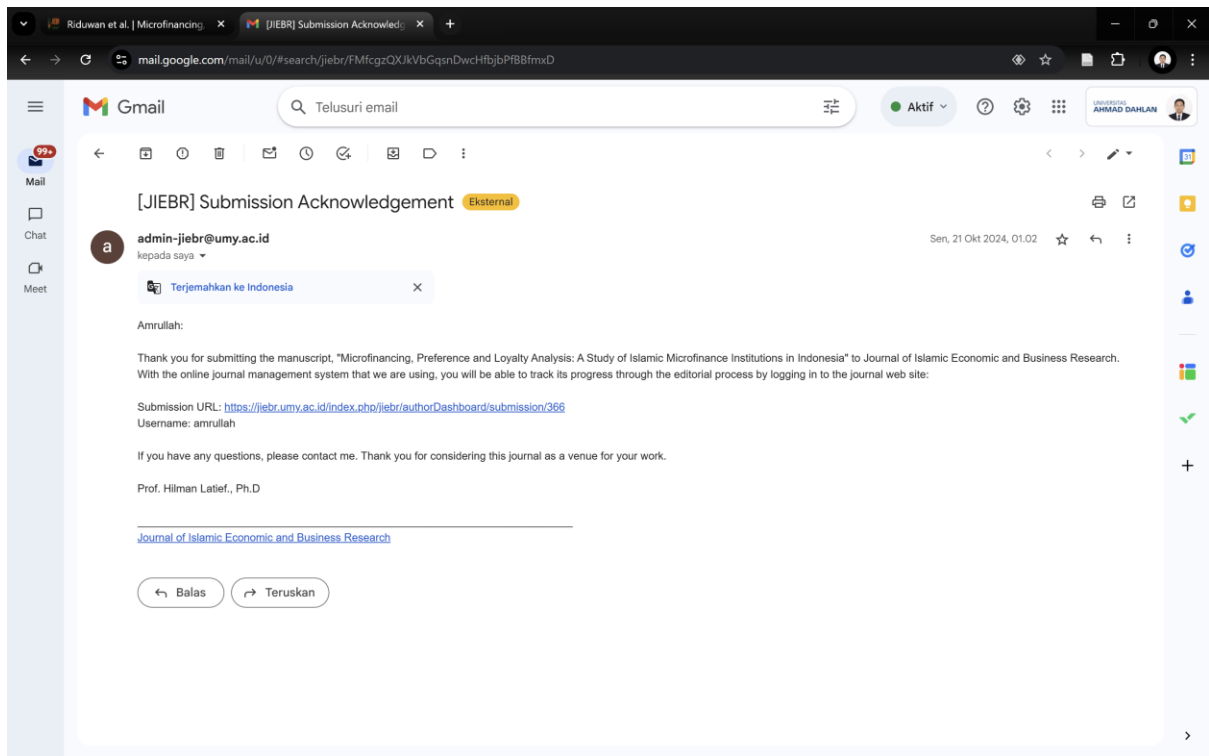 Riduwan et al. | Microfinancing,
[JIEBR] Submission Acknowledg
mail.google.com/mail/u/0/#search/jiebr/FMfcgzQXJkVbGqsnDwcHfbjbPfBBfmxD
Gmail
Telusuri email
Aktif
UNIVERSITAS
AHMAD DAHLAN
99+
Mail
Chat
Meet
31
[JIEBR] Submission Acknowledgement Eksternal
a
admin-jiebr@umy.ac.id
Sen, 21 Okt 2024, 01.02
kepada saya
Terjemahkan ke Indonesia
Amrullah:
Thank you for submitting the manuscript, "Microfinancing, Preference and Loyalty Analysis: A Study of Islamic Microfinance Institutions in Indonesia" to Journal of Islamic Economic and Business Research.
With the online journal management system that we are using, you will be able to track its progress through the editorial process by logging in to the journal web site:
Submission URL: https://jiebr.umy.ac.id/index.php/jiebr/authorDashboard/submission/366
Username: amrullah
If you have any questions, please contact me. Thank you for considering this journal as a venue for your work.
Prof. Hilman Latief., Ph.D
Journal of Islamic Economic and Business Research
Balas
Teruskan